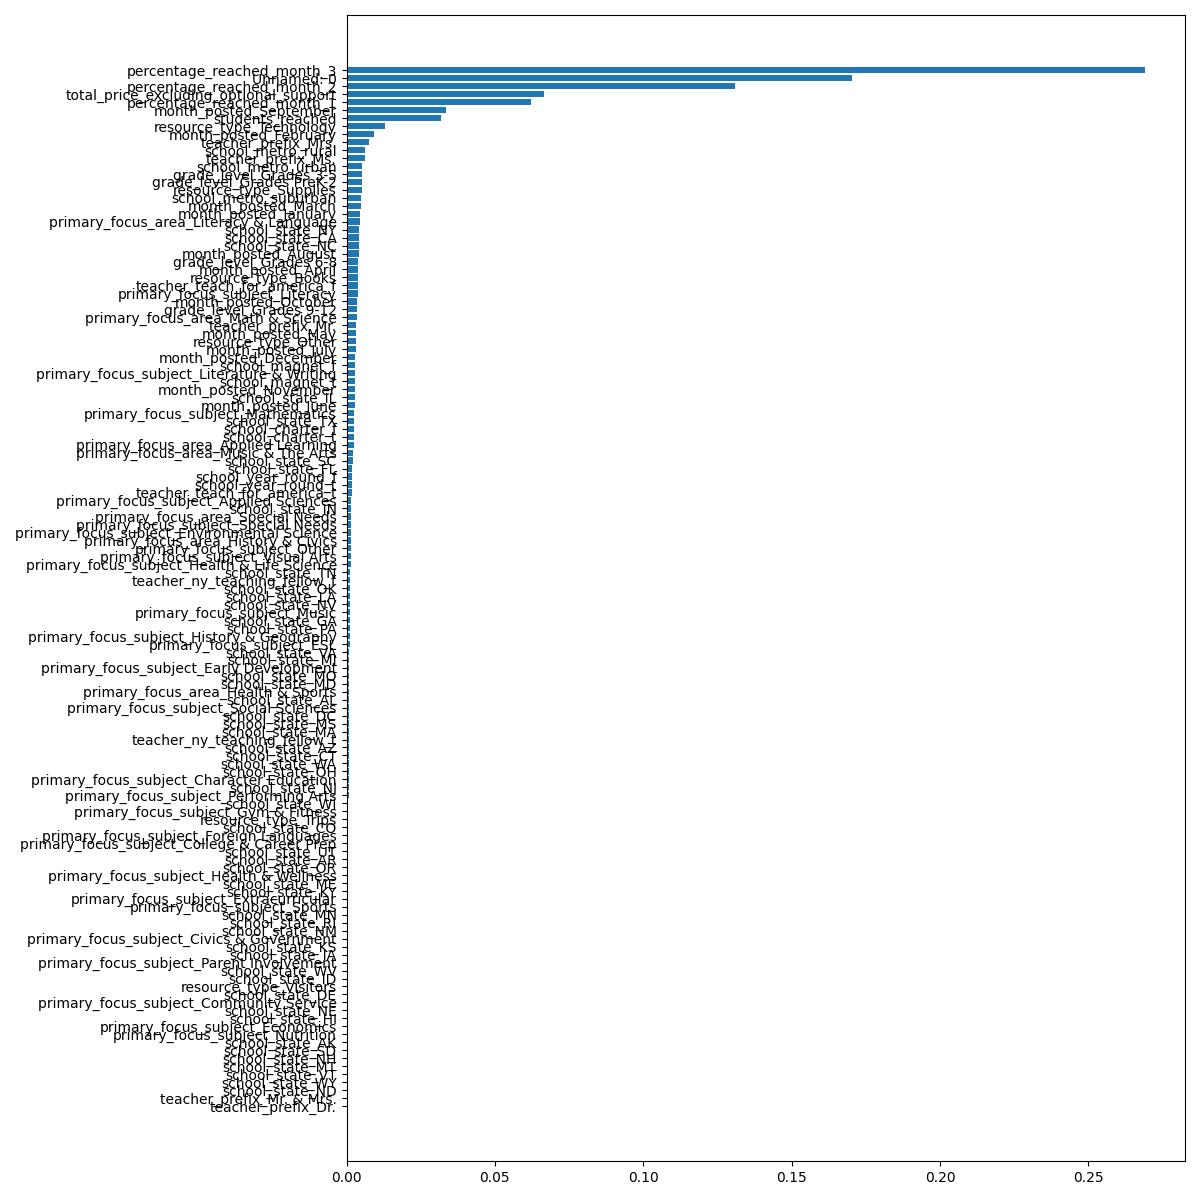 percentage_reached_month_3
Unnamed: 0
percentage_reached_month_2
total_price_excluding_optional_support
percentage_reached_month_1
month_posted_September
students_reached
resource_type_Technology
month_posted_February
teacher_prefix_Mrs.
school_metro_rural
teacher_prefix_Ms.
school_metro_urban
grade_level_Grades 3-5
grade_level_Grades PreK-2
resource_type_Supplies
school_metro_suburban
month_posted_March
month_posted_January
primary_focus_area_Literacy & Language
school_state_NY
school_state_CA
school_state_NC
month_posted_August
grade_level_Grades 6-8
month_posted_April
resource_type_Books
teacher_teach_for_america_f
primary_focus_subject_Literacy
month_posted_October
grade_level_Grades 9-12
primary_focus_area_Math & Science
teacher_prefix_Mr.
month_posted_May
resource_type_Other
month_posted_July
month_posted_December
school_magnet_f
primary_focus_subject_Literature & Writing
school_magnet_t
month_posted_November
school_state_IL
month_posted_June
primary_focus_subject_Mathematics
school_state_TX
school_charter_f
school_charter_t
primary_focus_area_Applied Learning
primary_focus_area_Music & The Arts
school_state_SC
school_state_FL
school_year_round_f
school_year_round_t
teacher_teach_for_america_t
primary_focus_subject_Applied Sciences
school_state_IN
primary_focus_area_Special Needs
primary_focus_subject_Special Needs
primary_focus_subject_Environmental Science
primary_focus_area_History & Civics
primary_focus_subject_Other
primary_focus_subject_Visual Arts
primary_focus_subject_Health & Life Science
school_state_TN
teacher_ny_teaching_fellow_f
school_state_OK
school_state_LA
school_state_NV
primary_focus_subject_Music
school_state_GA
school_state_PA
primary_focus_subject_History & Geography
primary_focus_subject_ESL
school_state_VA
school_state_MI
primary_focus_subject_Early Development
school_state_MO
school_state_MD
primary_focus_area_Health & Sports
school_state_AL
primary_focus_subject_Social Sciences
school_state_DC
school_state_MS
school_state_MA
teacher_ny_teaching_fellow_t
school_state_AZ
school_state_CT
school_state_WA
school_state_OH
primary_focus_subject_Character Education
school_state_NJ
primary_focus_subject_Performing Arts
school_state_WI
primary_focus_subject_Gym & Fitness
resource_type_Trips
school_state_CO
primary_focus_subject_Foreign Languages
primary_focus_subject_College & Career Prep
school_state_UT
school_state_AR
school_state_OR
primary_focus_subject_Health & Wellness
school_state_ME
school_state_KY
primary_focus_subject_Extracurricular
primary_focus_subject_Sports
school_state_MN
school_state_RI
school_state_NM
primary_focus_subject_Civics & Government
school_state_KS
school_state_IA
primary_focus_subject_Parent Involvement
school_state_WV
school_state_ID
resource_type_Visitors
school_state_DE
primary_focus_subject_Community Service
school_state_NE
school_state_HI
primary_focus_subject_Economics
primary_focus_subject_Nutrition
school_state_AK
school_state_SD
school_state_NH
school_state_MT
school_state_VT
school_state_WY
school_state_ND
teacher_prefix_Mr. & Mrs.
teacher_prefix_Dr.
0.00 0.05 0.10 0.15 0.20 0.25